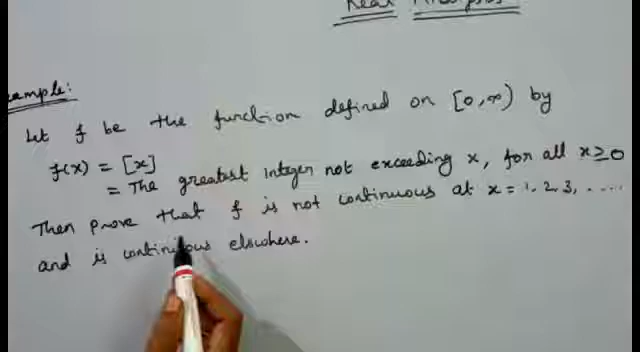 Real Analysis
Example:
Let f be the function defined on [0,∞) by
f(x) = [x]
= The greatest integer not exceeding x, for all x≥0
Then prove that f is not continuous at x = 1, 2, 3, .....
and is continuous elsewhere.